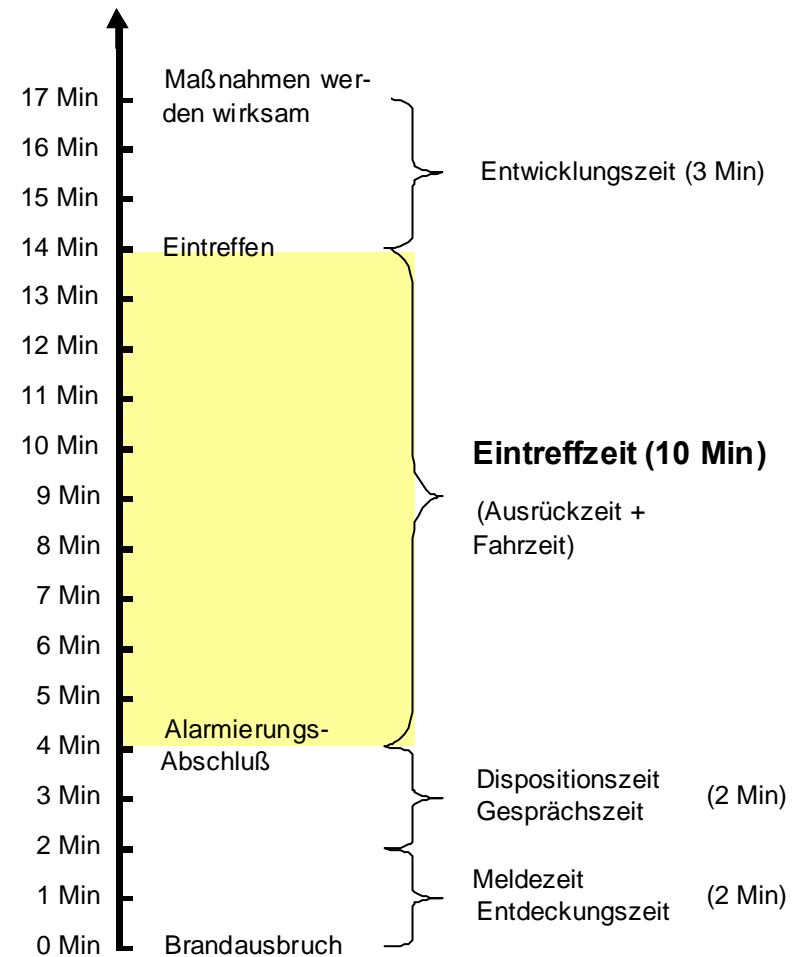 17 Min
Maßnahmen wer-
den wirksam
16 Min
Entwicklungszeit (3 Min)
15 Min
14 Min
Eintreffen
13 Min
12 Min
11 Min
10 Min
Eintreffzeit (10 Min)
9 Min
(Ausrückzeit +
Fahrzeit)
8 Min
7 Min
6 Min
5 Min
Alarmierungs-
Abschluß
4 Min
Dispositionszeit
Gesprächszeit
(2 Min)
3 Min
2 Min
Meldezeit
Entdeckungszeit
(2 Min)
1 Min
0 Min
Brandausbruch